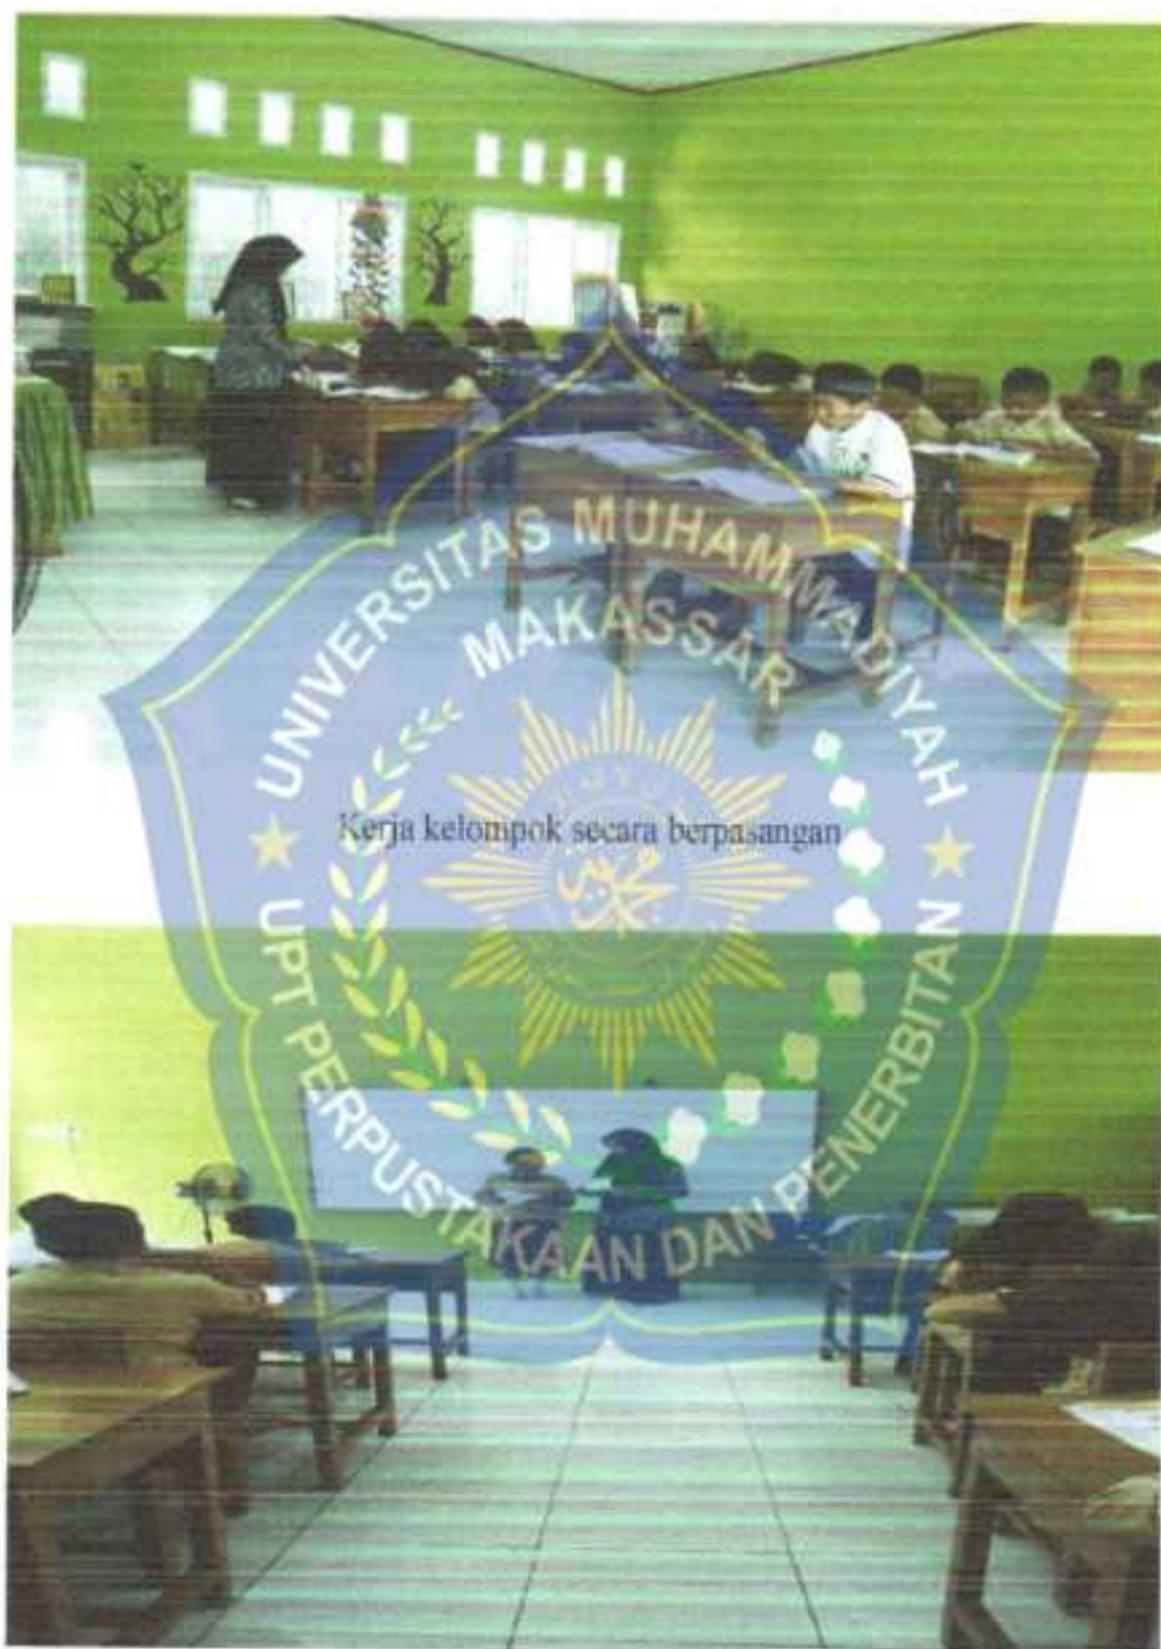 UNIVERSITAS MUHAMMADIYAH
MAKASSAR
Kerja kelompok secara berpasangan
UPT PERPUSTAKAAN DAN PENERBITAN